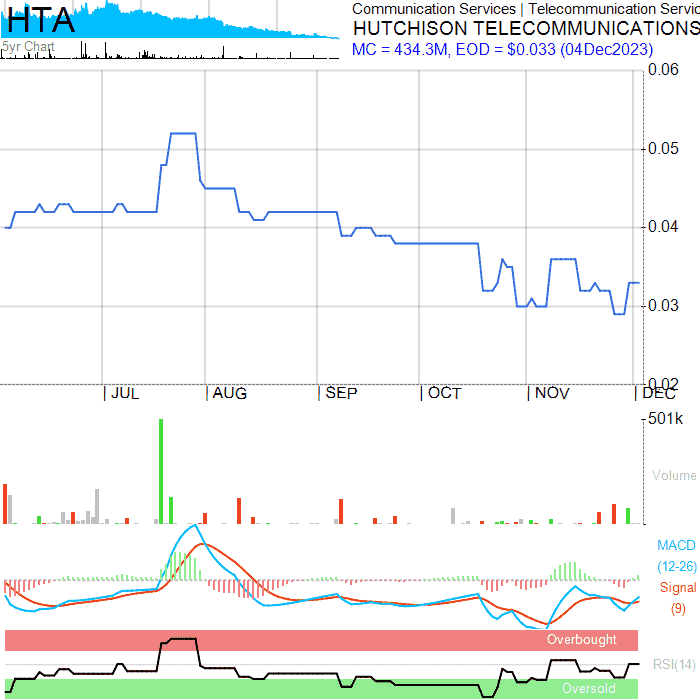 HTA
5yr Chart
Communication Services | Telecommunication Servic
HUTCHISON TELECOMMUNICATIONS
MC = 434.3M, EOD = $0.033 (04Dec2023)
0.06
0.05
0.04
0.03
0.02
JUL
AUG
SEP
OCT
NOV
DEC
501k
Volume
MACD
(12-26)
Signal
(9)
Overbought
RSI(14)
Oversold